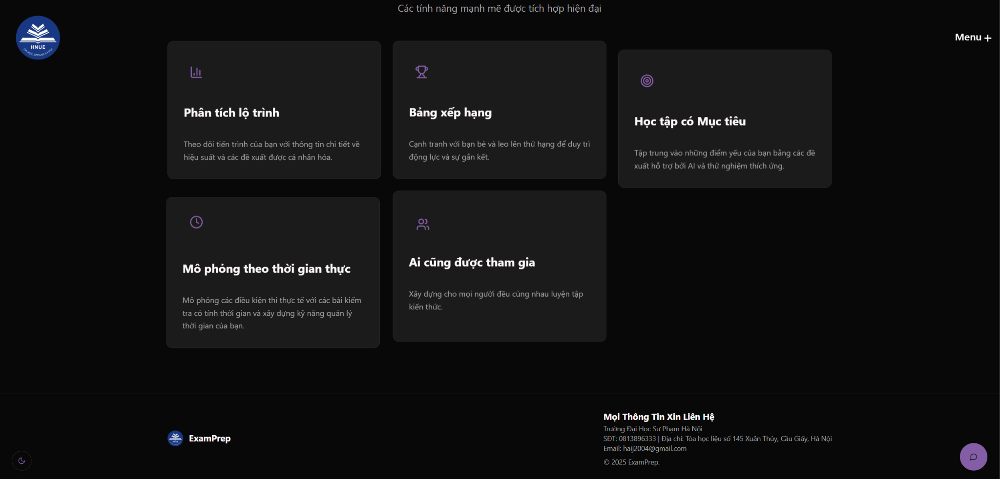 Các tính năng mạnh mẽ được tích hợp hiện đại
HNUE
ĐẠI HỌC SƯ PHẠM HÀ NỘI
Menu +
Phân tích lộ trình
Theo dõi tiến trình của bạn với thông tin chi tiết về
hiệu suất và các đề xuất được cá nhân hóa.
Bảng xếp hạng
Cạnh tranh với bạn bè và leo lên thứ hạng để duy trì
động lực và sự gắn kết.
Học tập có Mục tiêu
Tập trung vào những điểm yếu của bạn bằng các đề
xuất hỗ trợ bởi AI và thử nghiệm thích ứng.
Mô phỏng theo thời gian thực
Mô phỏng các điều kiện thi thực tế với các bài kiểm
tra có tính thời gian và xây dựng kỹ năng quản lý
thời gian của bạn.
Ai cũng được tham gia
Xây dựng cho mọi người đều cùng nhau luyện tập
kiến thức.
HNUE
ExamPrep
Mọi Thông Tin Xin Liên Hệ
Trường Đại Học Sư Phạm Hà Nội
SĐT: 0813896333 | Địa chỉ: Tòa học liệu số 145 Xuân Thủy, Cầu Giấy, Hà Nội
Email: haij2004@gmail.com
© 2025 ExamPrep.